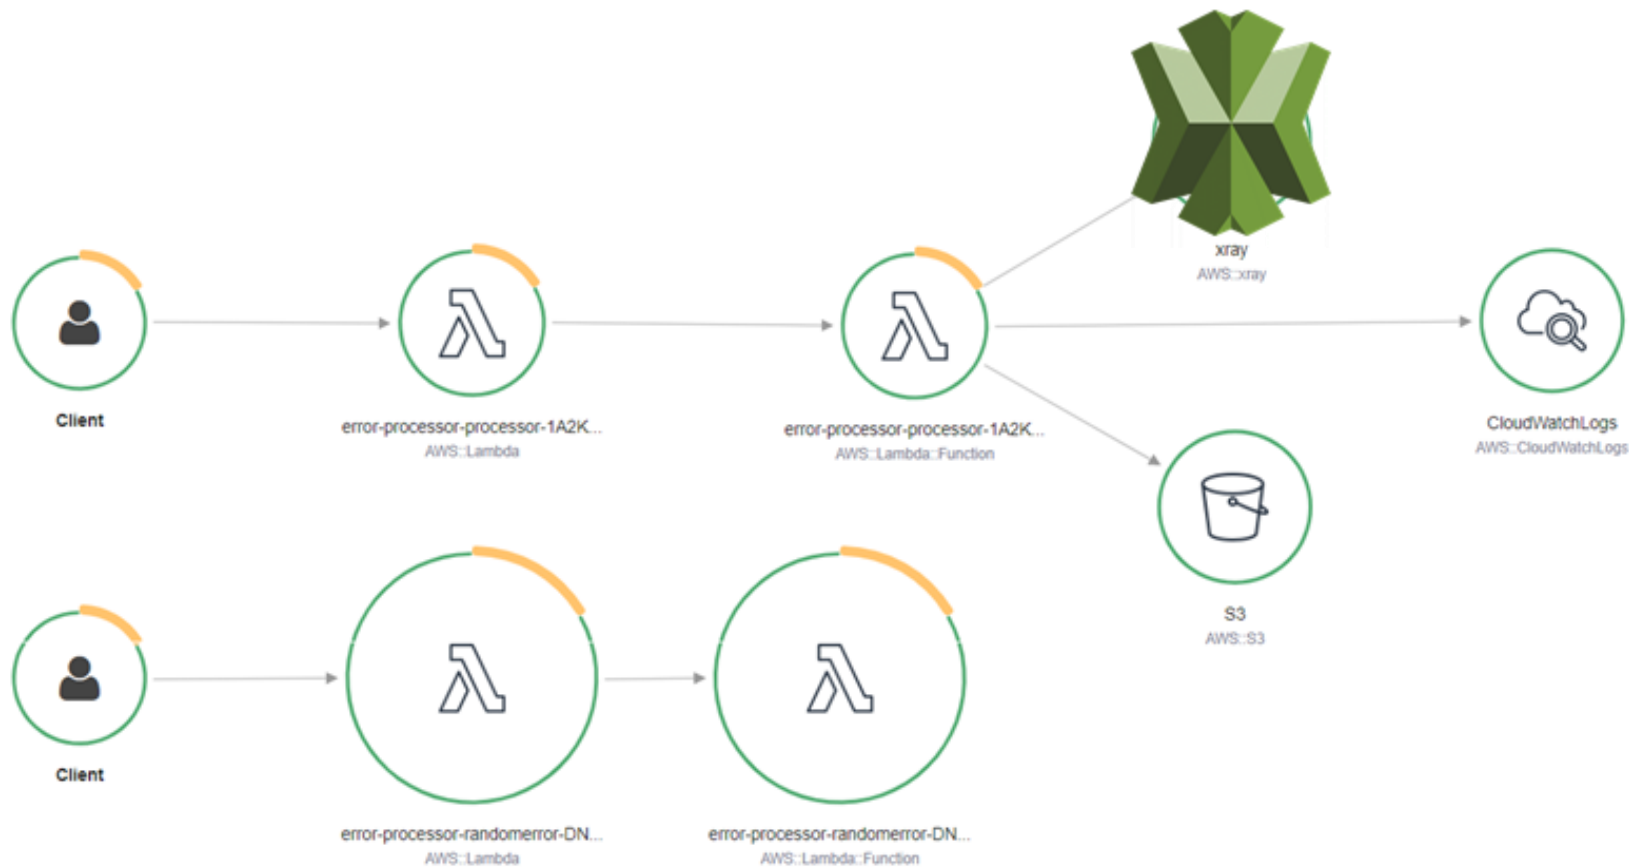 xray
AWS::xray
Client
error-processor-processor-1A2K...
AWS::Lambda
error-processor-processor-1A2K...
AWS::Lambda::Function
CloudWatchLogs
AWS::CloudWatchLogs
S3
AWS::S3
Client
error-processor-randomerror-DN...
AWS::Lambda
error-processor-randomerror-DN...
AWS::Lambda::Function